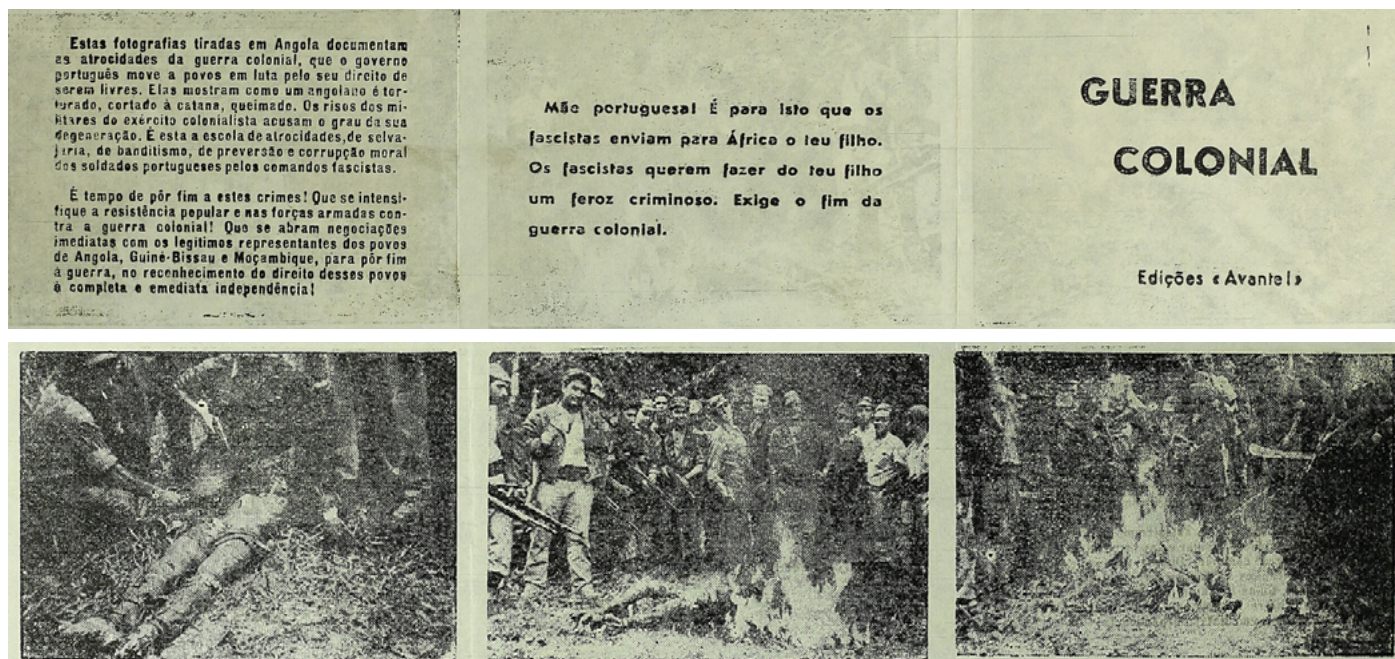 Estas fotografias tiradas em Angola documentam
as atrocidades da guerra colonial, que o governo
português move a povos em luta pelo seu direito de
serem livres. Elas mostram como um angolano é tor-
turado, cortado à catana, queimado. Os risos dos mi-
litares do exército colonialista acusam o grau da sua
degeneração. É esta a escola de atrocidades, de selva-
jaria, de banditismo, de preversão e corrupção moral
dos soldados portugueses pelos comandos fascistas.
É tempo de pôr fim a estes crimes! Que se intensi-
fique a resistência popular e nas forças armadas con-
tra a guerra colonial! Que se abram negociações
imediatas com os legítimos representantes dos povos
de Angola, Guiné-Bissau e Moçambique, para pôr fim
à guerra, no reconhecimento do direito desses povos
à completa e emediata independência!
Mãe portuguesa! É para isto que os
fascistas enviam para África o teu filho.
Os fascistas querem fazer do teu filho
um feroz criminoso. Exige o fim da
guerra colonial.
GUERRA
COLONIAL
Edições «Avante!»